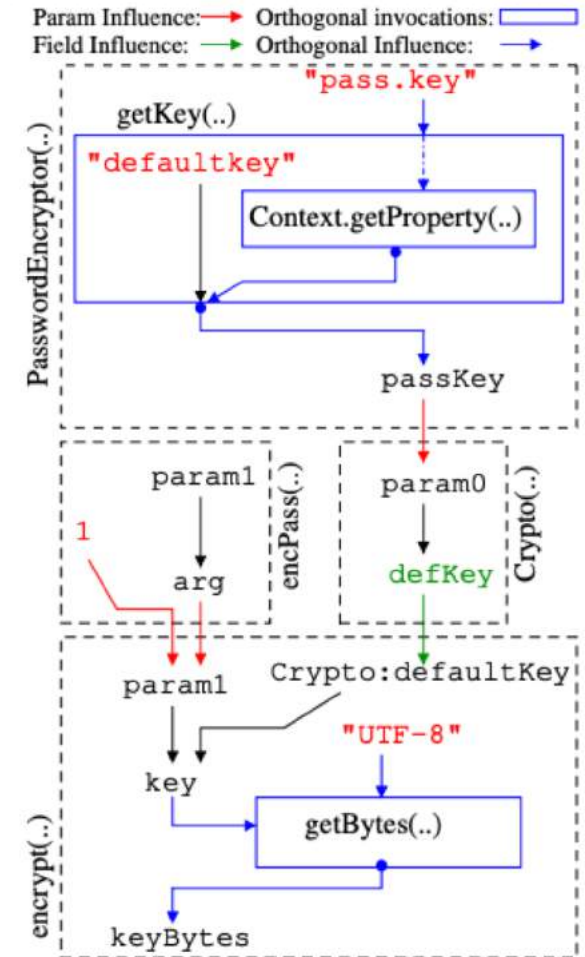 Param Influence: Orthogonal invocations:
Field Influence: Orthogonal Influence:
"pass.key"
getKey(..)
"defaultkey"
Context.getProperty(..)
PasswordEncryptor(..)
passKey
param1
param0
1
encPass(..)
Crypto(..)
arg
defKey
param1
Crypto:defaultKey
"UTF-8"
key
getBytes(..)
encrypt(..)
keyBytes